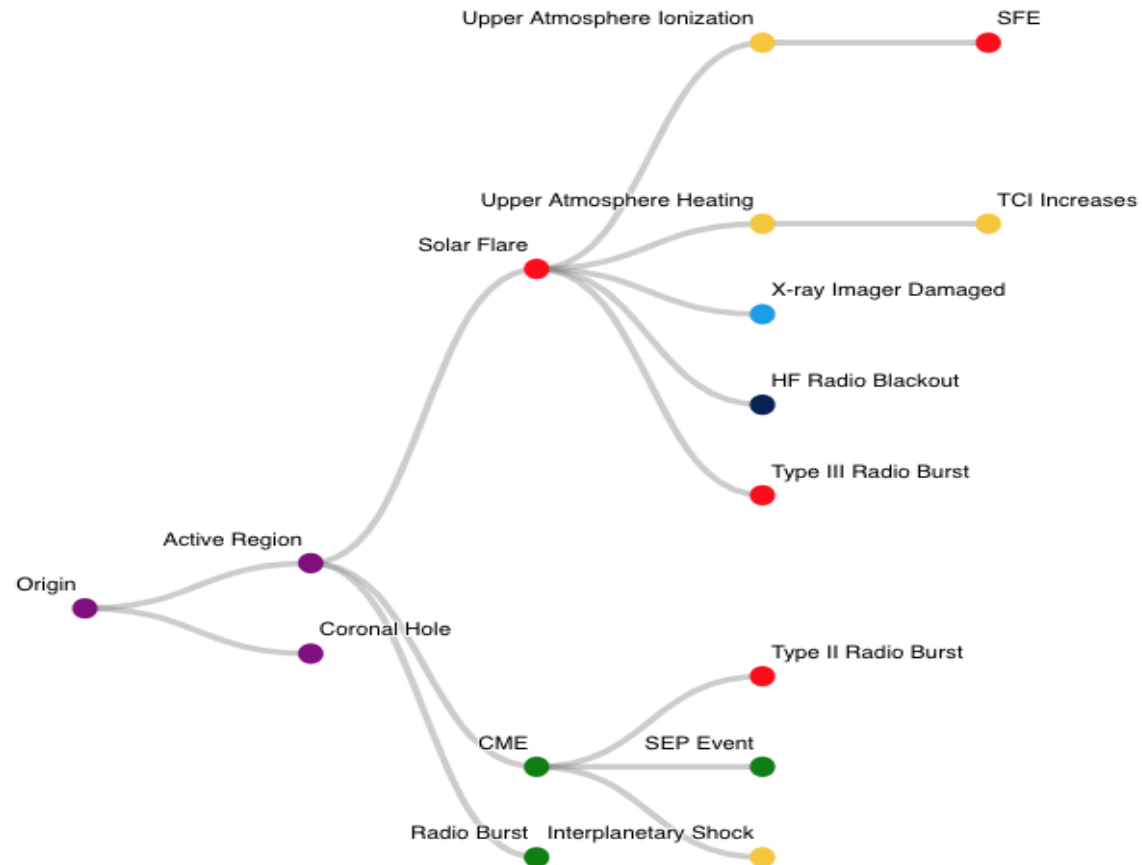 Upper Atmosphere Ionization
SFE
Upper Atmosphere Heating
TCI Increases
Solar Flare
X-ray Imager Damaged
HF Radio Blackout
Type III Radio Burst
Active Region
Origin
Coronal Hole
Type II Radio Burst
CME
SEP Event
Radio Burst
Interplanetary Shock